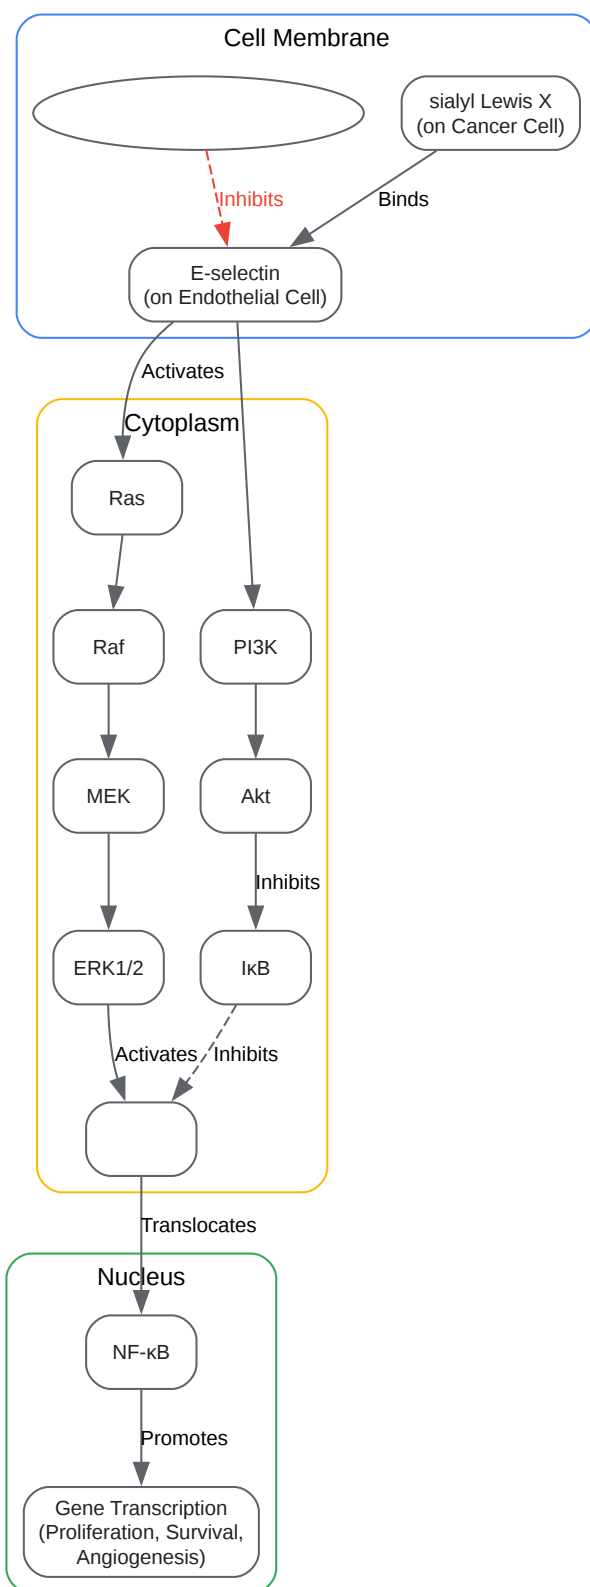 Cell Membrane
sialyl Lewis X
(on Cancer Cell)
Inhibits
Binds
E-selectin
(on Endothelial Cell)
Activates
Cytoplasm
Ras
Raf
PI3K
MEK
Akt
Inhibits
ERK1/2
IκB
Activates
Inhibits
Translocates
Nucleus
NF-κB
Promotes
Gene Transcription
(Proliferation, Survival,
Angiogenesis)